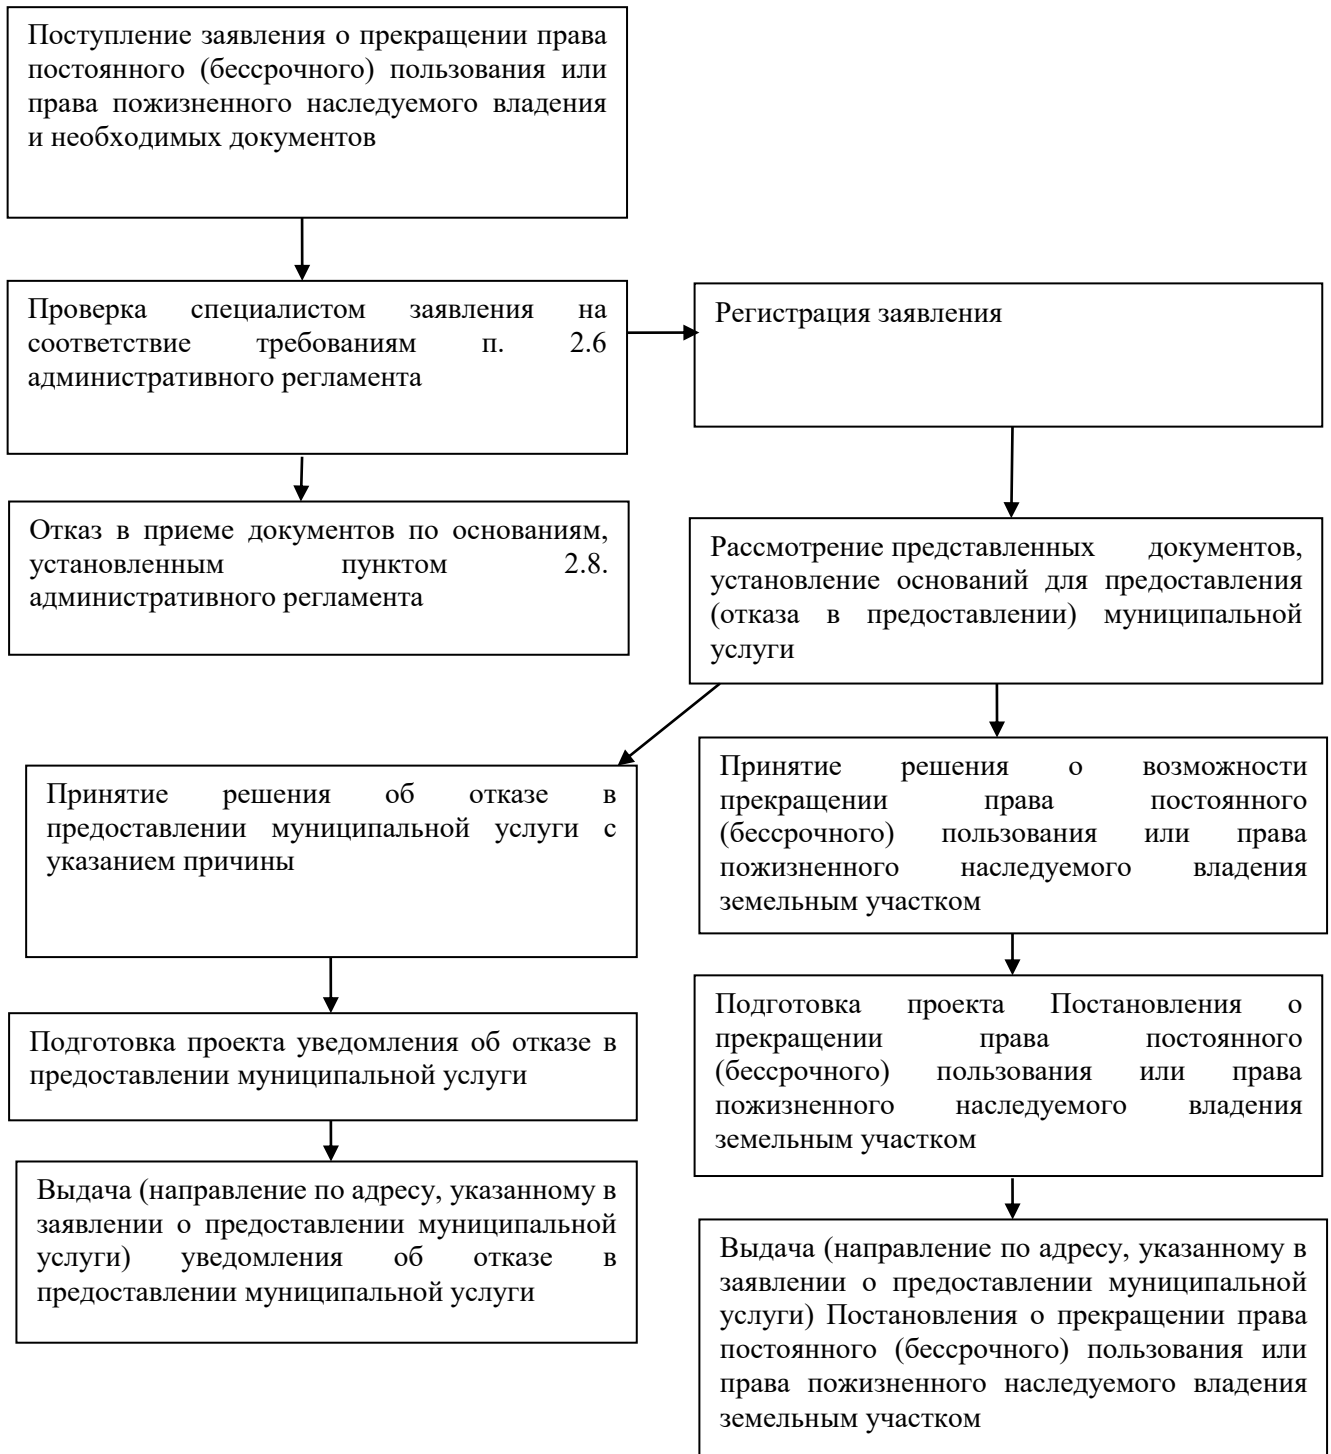 Поступление заявления о прекращении права
постоянного (бессрочного) пользования или
права пожизненного наследуемого владения
и необходимых документов
Проверка специалистом заявления на
соответствие требованиям п. 2.6
административного регламента
Регистрация заявления
Отказ в приеме документов по основаниям,
установленным пунктом 2.8.
административного регламента
Рассмотрение представленных документов,
установление оснований для предоставления
(отказа в предоставлении) муниципальной
услуги
Принятие решения об отказе в
предоставлении муниципальной услуги с
указанием причины
Принятие решения о возможности
прекращении права постоянного
(бессрочного) пользования или права
пожизненного наследуемого владения
земельным участком
Подготовка проекта уведомления об отказе в
предоставлении муниципальной услуги
Подготовка проекта Постановления о
прекращении права постоянного
(бессрочного) пользования или права
пожизненного наследуемого владения
земельным участком
Выдача (направление по адресу, указанному в
заявлении о предоставлении муниципальной
услуги) уведомления об отказе в
предоставлении муниципальной услуги
Выдача (направление по адресу, указанному в
заявлении о предоставлении муниципальной
услуги) Постановления о прекращении права
постоянного (бессрочного) пользования или
права пожизненного наследуемого владения
земельным участком